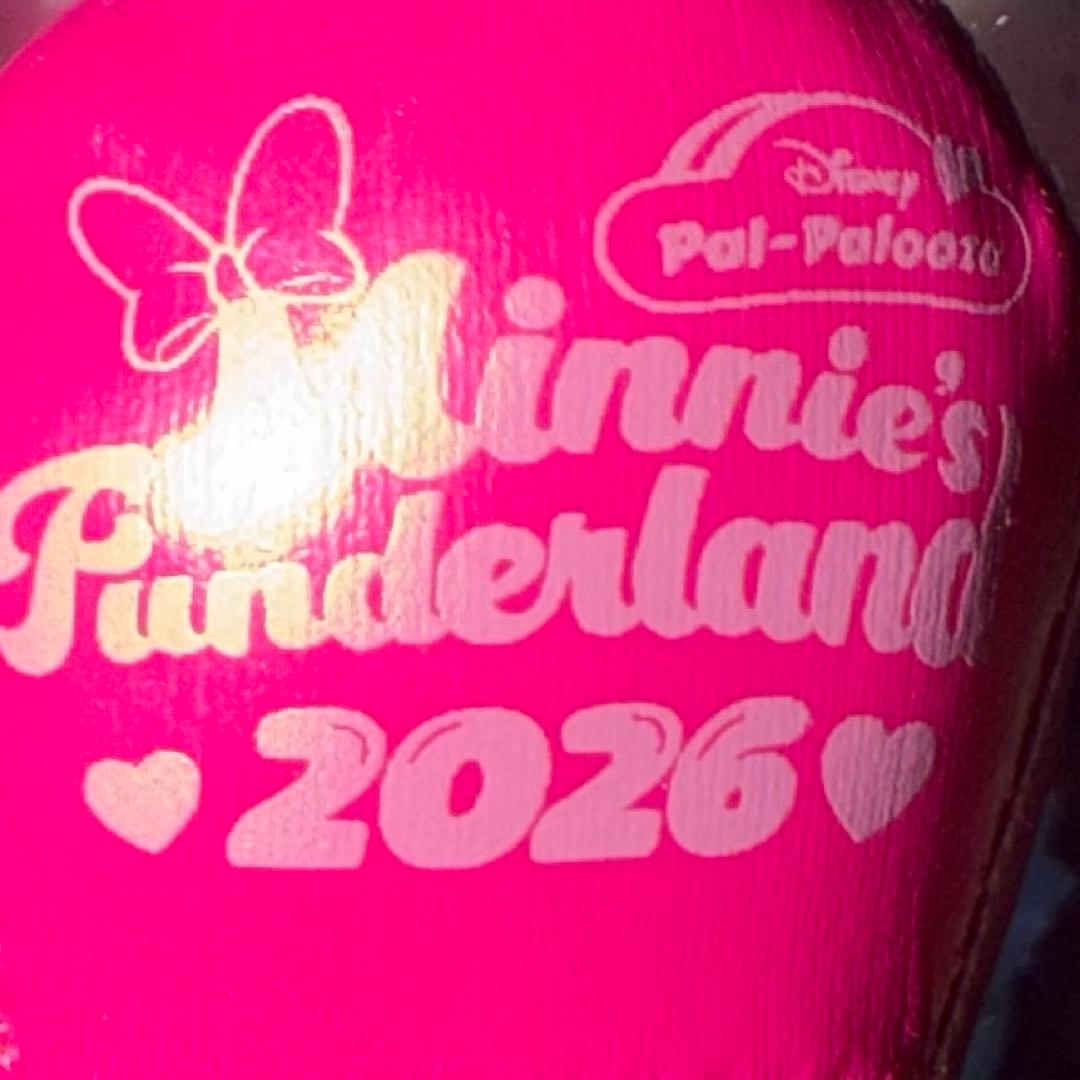 Disney
Pal-Palooza
Minnie's
Punderland
2026